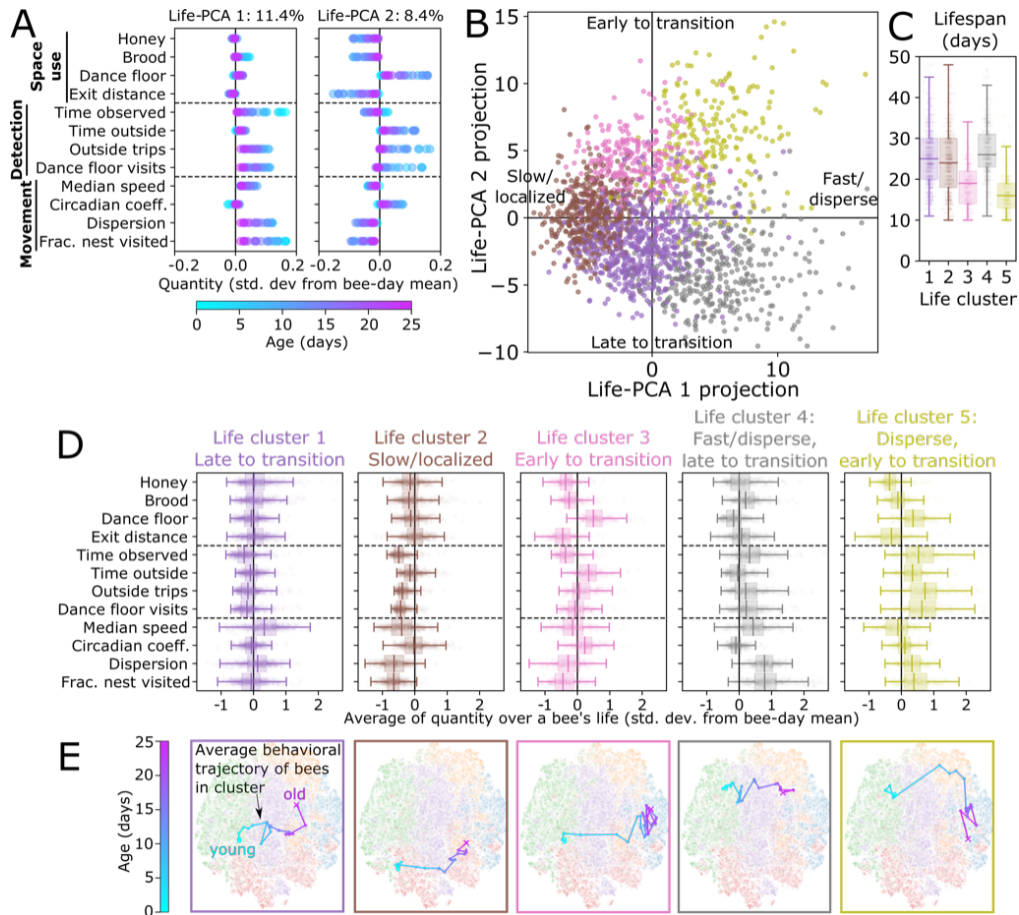 A
Life-PCA 1: 11.4%
Life-PCA 2: 8.4%
Space use
Honey
Brood
Dance floor
Exit distance
Detection
Time observed
Time outside
Outside trips
Dance floor visits
Movement
Median speed
Circadian coeff.
Dispersion
Frac. nest visited
-0.2 0.0 0.2 0.0 0.2
Quantity (std. dev from bee-day mean)
0 5 10 15 20 25
Age (days)
B
Life-PCA 2 projection
15
10
5
0
−5
−10
Early to transition
Slow/
localized
Fast/
disperse
Late to transition
0 10
Life-PCA 1 projection
C
Lifespan
(days)
50
40
30
20
10
0
1 2 3 4 5
Life cluster
D
Life cluster 1
Late to transition
Life cluster 2
Slow/localized
Life cluster 3
Early to transition
Life cluster 4:
Fast/disperse,
late to transition
Life cluster 5:
Disperse,
early to transition
Honey
Brood
Dance floor
Exit distance
Time observed
Time outside
Outside trips
Dance floor visits
Median speed
Circadian coeff.
Dispersion
Frac. nest visited
-1 0 1 2 -1 0 1 2 -1 0 1 2 -1 0 1 2 -1 0 1 2
Average of quantity over a bee's life (std. dev. from bee-day mean)
E
Age (days)
25
20
15
10
5
0
Average behavioral
trajectory of bees
in cluster
old
young